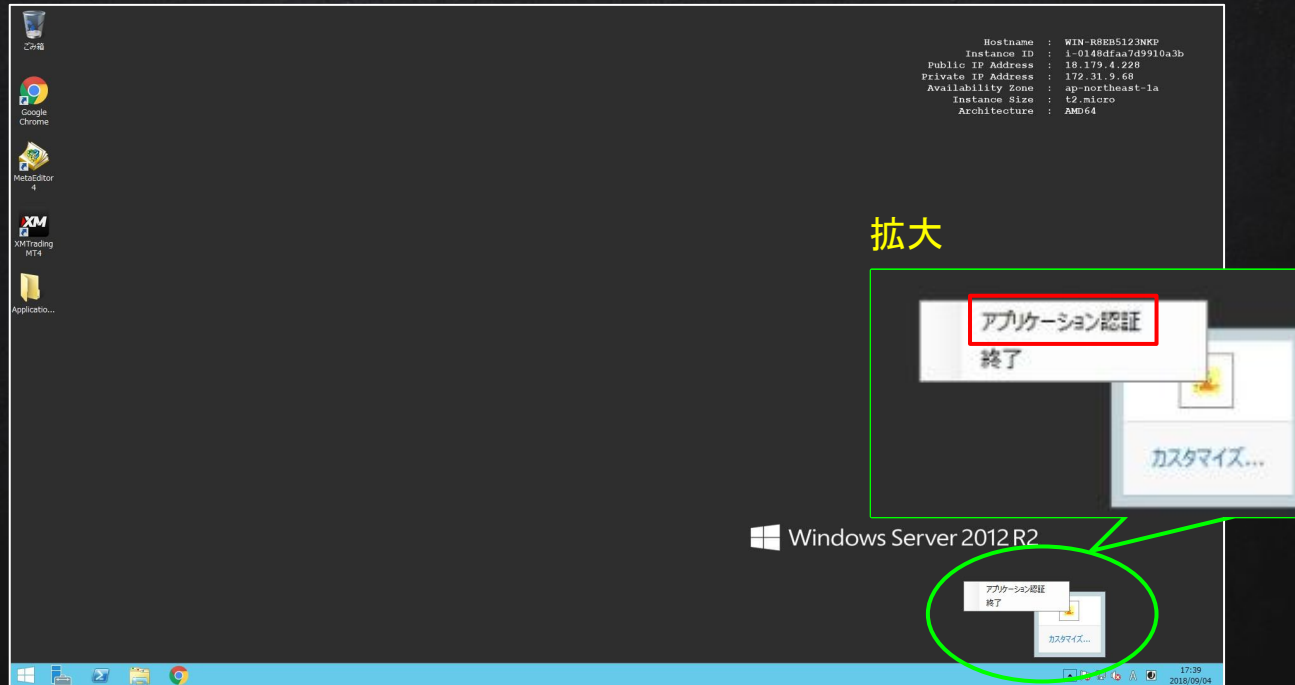 ごみ箱
Google
Chrome
MetaEditor
4
XMTrading
MT4
Applicatio...
Hostname : WIN-R8EB5123NKP
Instance ID : i-0148dfaa7d9910a3b
Public IP Address : 18.179.4.228
Private IP Address : 172.31.9.68
Availability Zone : ap-northeast-1a
Instance Size : t2.micro
Architecture : AMD64
拡大
アプリケーション認証
終了
カスタマイズ...
Windows Server 2012 R2
アプリケーション認証
終了
カスタマイズ...
A
17:39
2018/09/04